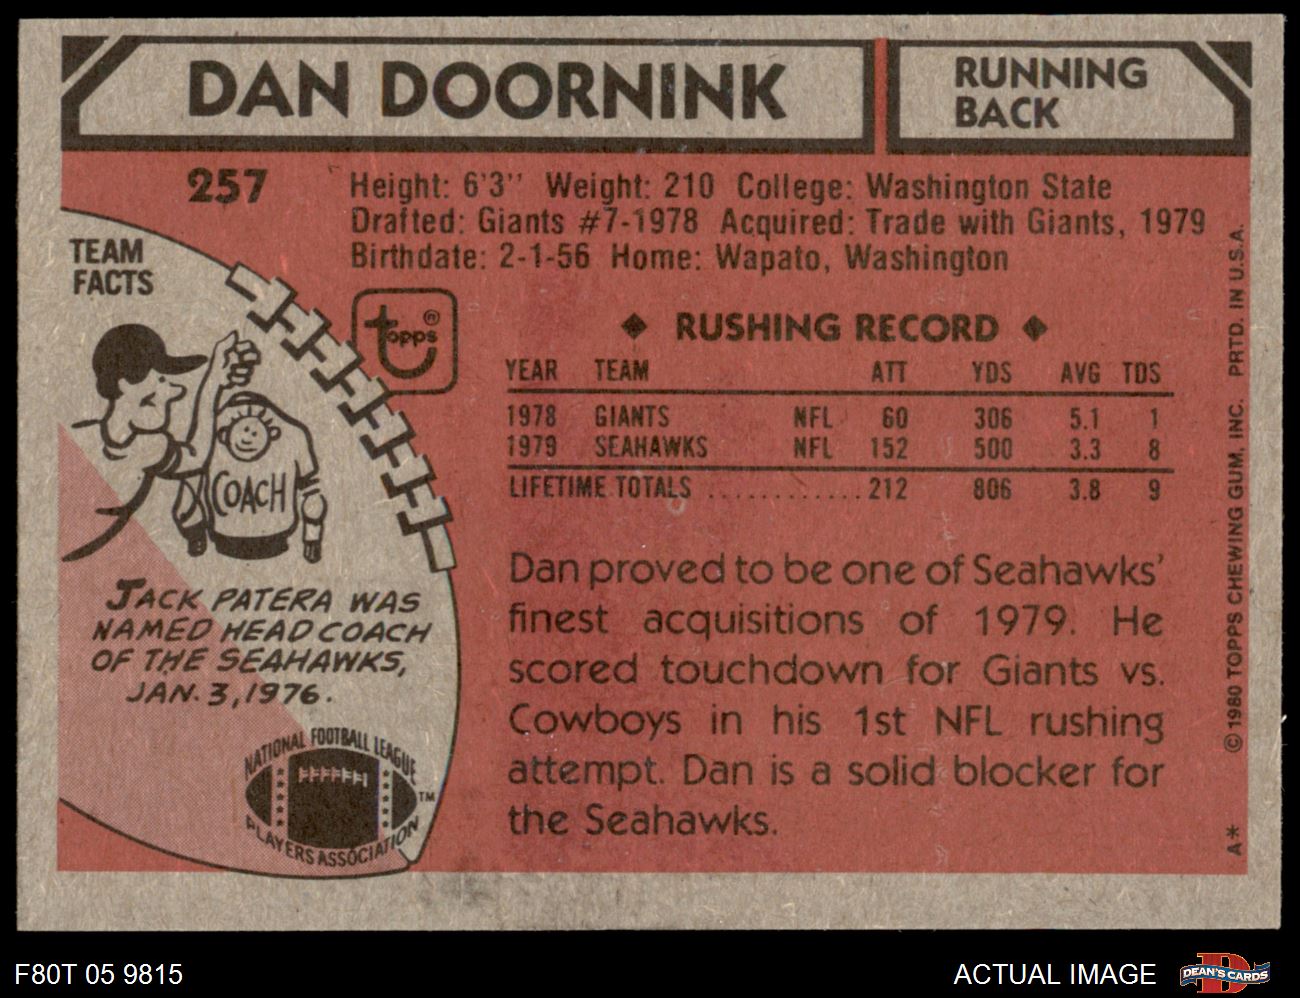 DAN DOORNINK
RUNNING
BACK
257
Height: 6'3" Weight: 210 College: Washington State
Drafted: Giants #7-1978 Acquired: Trade with Giants, 1979
Birthdate: 2-1-56 Home: Wapato, Washington
TEAM
FACTS
topps ®
COACH
JACK PATERA WAS
NAMED HEAD COACH
OF THE SEAHAWKS,
JAN. 3, 1976.
NATIONAL FOOTBALL LEAGUE
PLAYERS ASSOCIATION
TM
◆ RUSHING RECORD ◆
YEAR TEAM ATT YDS AVG TDS
1978 GIANTS NFL 60 306 5.1 1
1979 SEAHAWKS NFL 152 500 3.3 8
LIFETIME TOTALS ............ 212 806 3.8 9
Dan proved to be one of Seahawks'
finest acquisitions of 1979. He
scored touchdown for Giants vs.
Cowboys in his 1st NFL rushing
attempt. Dan is a solid blocker for
the Seahawks.
A* ©1980 TOPPS CHEWING GUM, INC. PRTD. IN U.S.A.
F80T 05 9815
ACTUAL IMAGE
D
DEAN'S CARDS